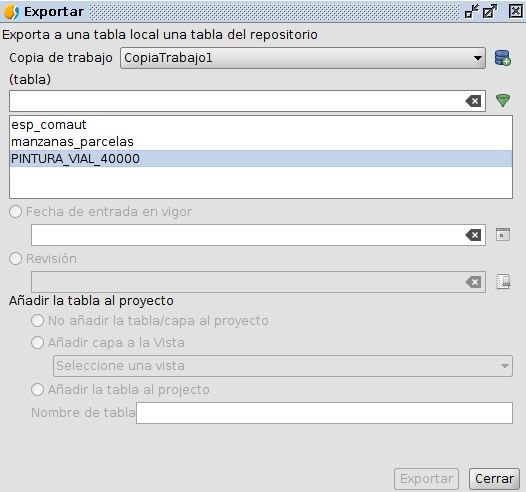 Exportar
Exporta a una tabla local una tabla del repositorio
Copia de trabajo CopiaTrabajo1
(tabla)
esp_comaut
manzanas_parcelas
PINTURA_VIAL_40000
Fecha de entrada en vigor
Revisión
Añadir la tabla al proyecto
No añadir la tabla/capa al proyecto
Añadir capa a la Vista
Seleccione una vista
Añadir la tabla al projecto
Nombre de tabla
Exportar Cerrar